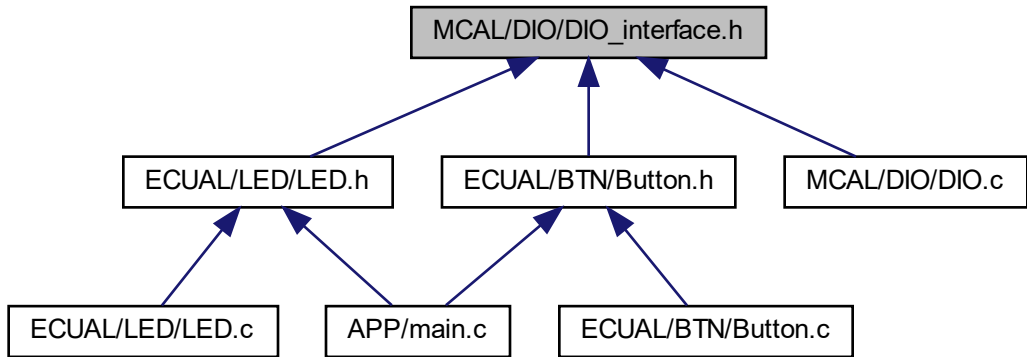 MCAL/DIO/DIO_interface.h
ECUAL/LED/LED.h
ECUAL/BTN/Button.h
MCAL/DIO/DIO.c
ECUAL/LED/LED.c
APP/main.c
ECUAL/BTN/Button.c